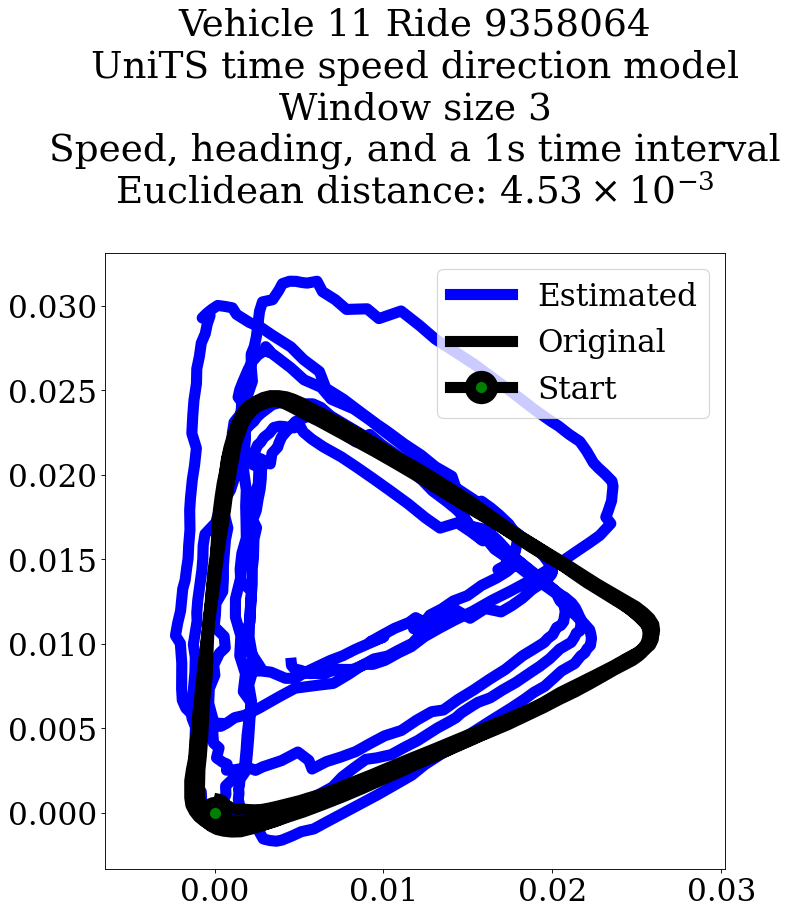 Vehicle 11 Ride 9358064
UniTS time speed direction model
Window size 3
Speed, heading, and a 1s time interval
Euclidean distance: 4.53 × 10⁻³
0.030
0.025
0.020
0.015
0.010
0.005
0.000
Estimated
Original
Start
0.00 0.01 0.02 0.03